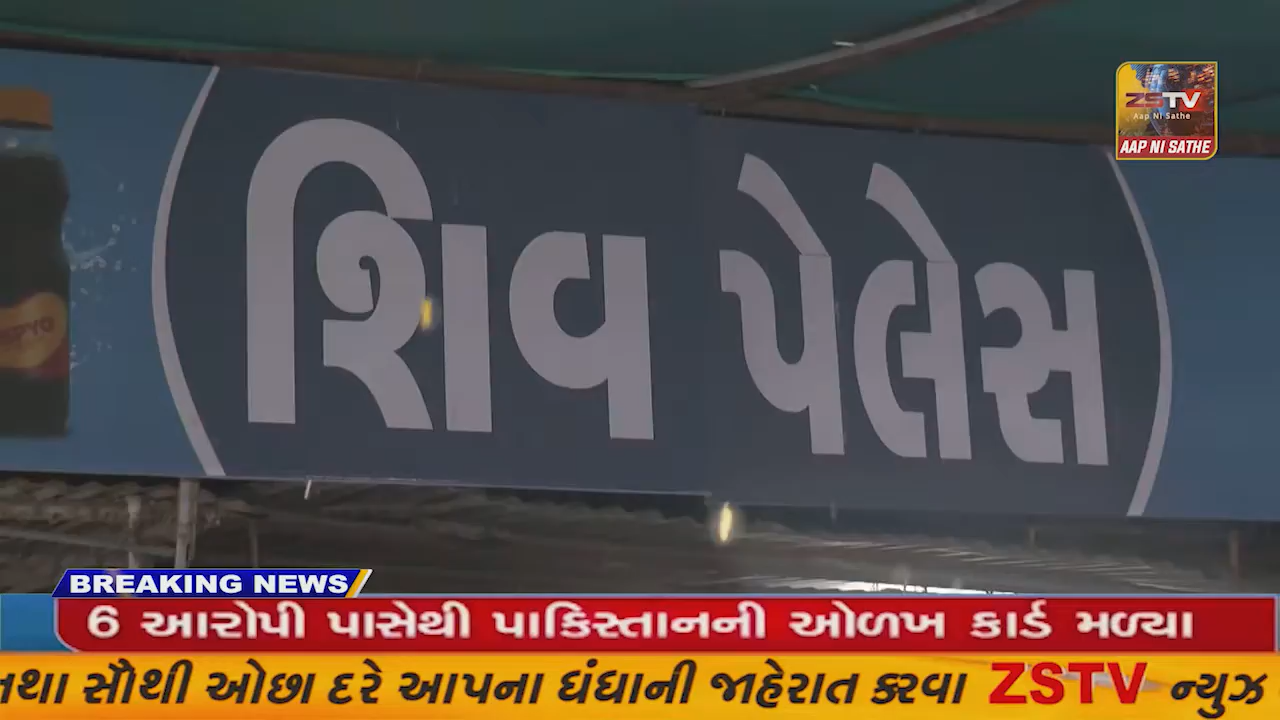 ZSTV
Aap Ni Sathe
AAP NI SATHE
શિવ પેલેસ
BREAKING NEWS
6 આરોપી પાસેથી પાકિસ્તાનની ઓળખ કાર્ડ મળ્યા
સૌથી ઓછા દરે આપના ધંધાની જાહેરાત કરવા ZSTV ન્યુઝ